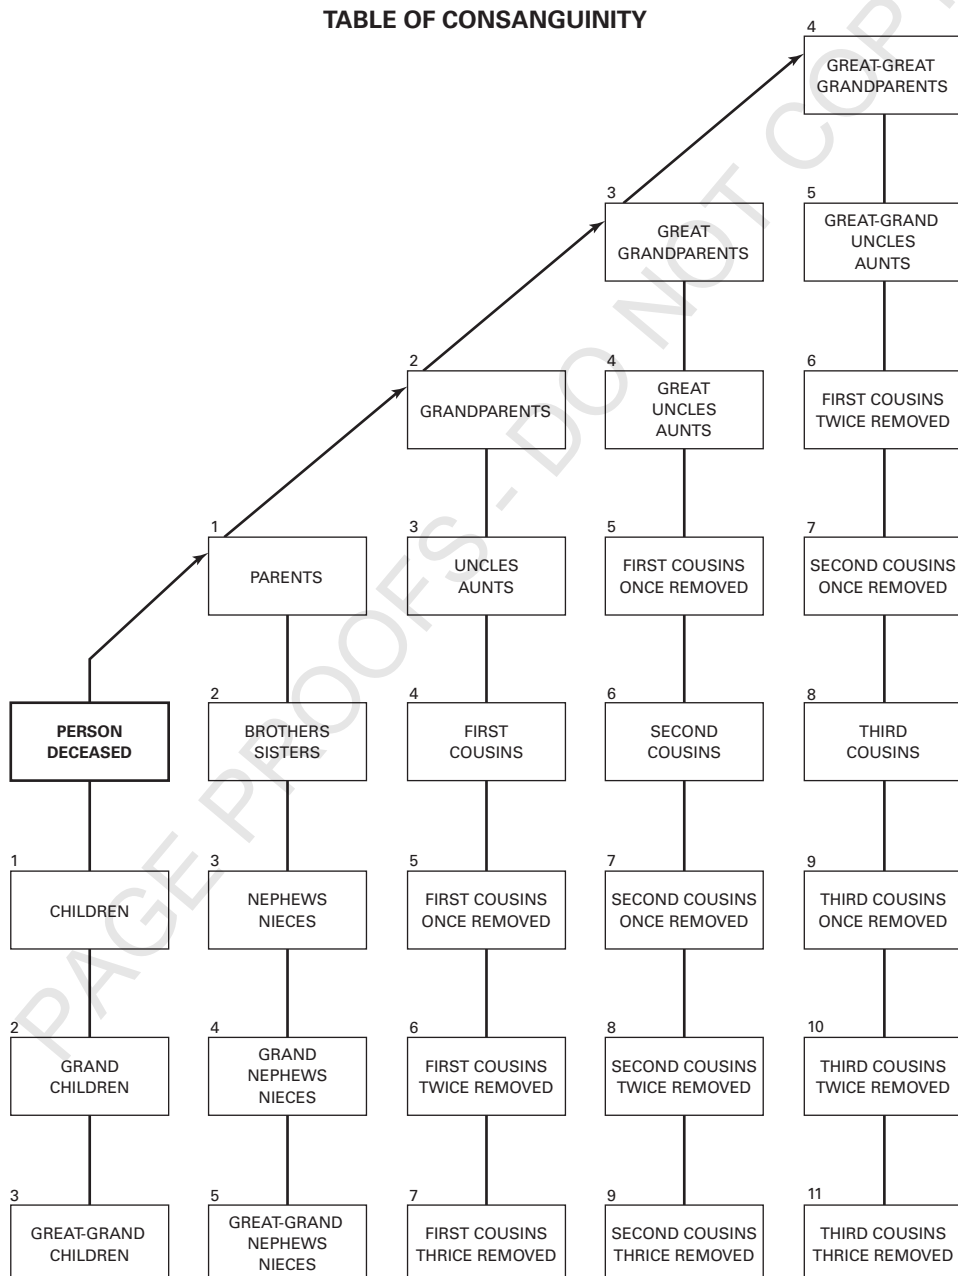 TABLE OF CONSANGUINITY
4
GREAT-GREAT
GRANDPARENTS
3
GREAT
GRANDPARENTS
5
GREAT-GRAND
UNCLES
AUNTS
2
GRANDPARENTS
4
GREAT
UNCLES
AUNTS
6
FIRST COUSINS
TWICE REMOVED
1
PARENTS
3
UNCLES
AUNTS
5
FIRST COUSINS
ONCE REMOVED
7
SECOND COUSINS
ONCE REMOVED
PERSON
DECEASED
2
BROTHERS
SISTERS
4
FIRST
COUSINS
6
SECOND
COUSINS
8
THIRD
COUSINS
1
CHILDREN
3
NEPHEWS
NIECES
5
FIRST COUSINS
ONCE REMOVED
7
SECOND COUSINS
ONCE REMOVED
9
THIRD COUSINS
ONCE REMOVED
2
GRAND
CHILDREN
4
GRAND
NEPHEWS
NIECES
6
FIRST COUSINS
TWICE REMOVED
8
SECOND COUSINS
TWICE REMOVED
10
THIRD COUSINS
TWICE REMOVED
3
GREAT-GRAND
CHILDREN
5
GREAT-GRAND
NEPHEWS
NIECES
7
FIRST COUSINS
THRICE REMOVED
9
SECOND COUSINS
THRICE REMOVED
11
THIRD COUSINS
THRICE REMOVED
PAGE PROOFS - DO NOT COP